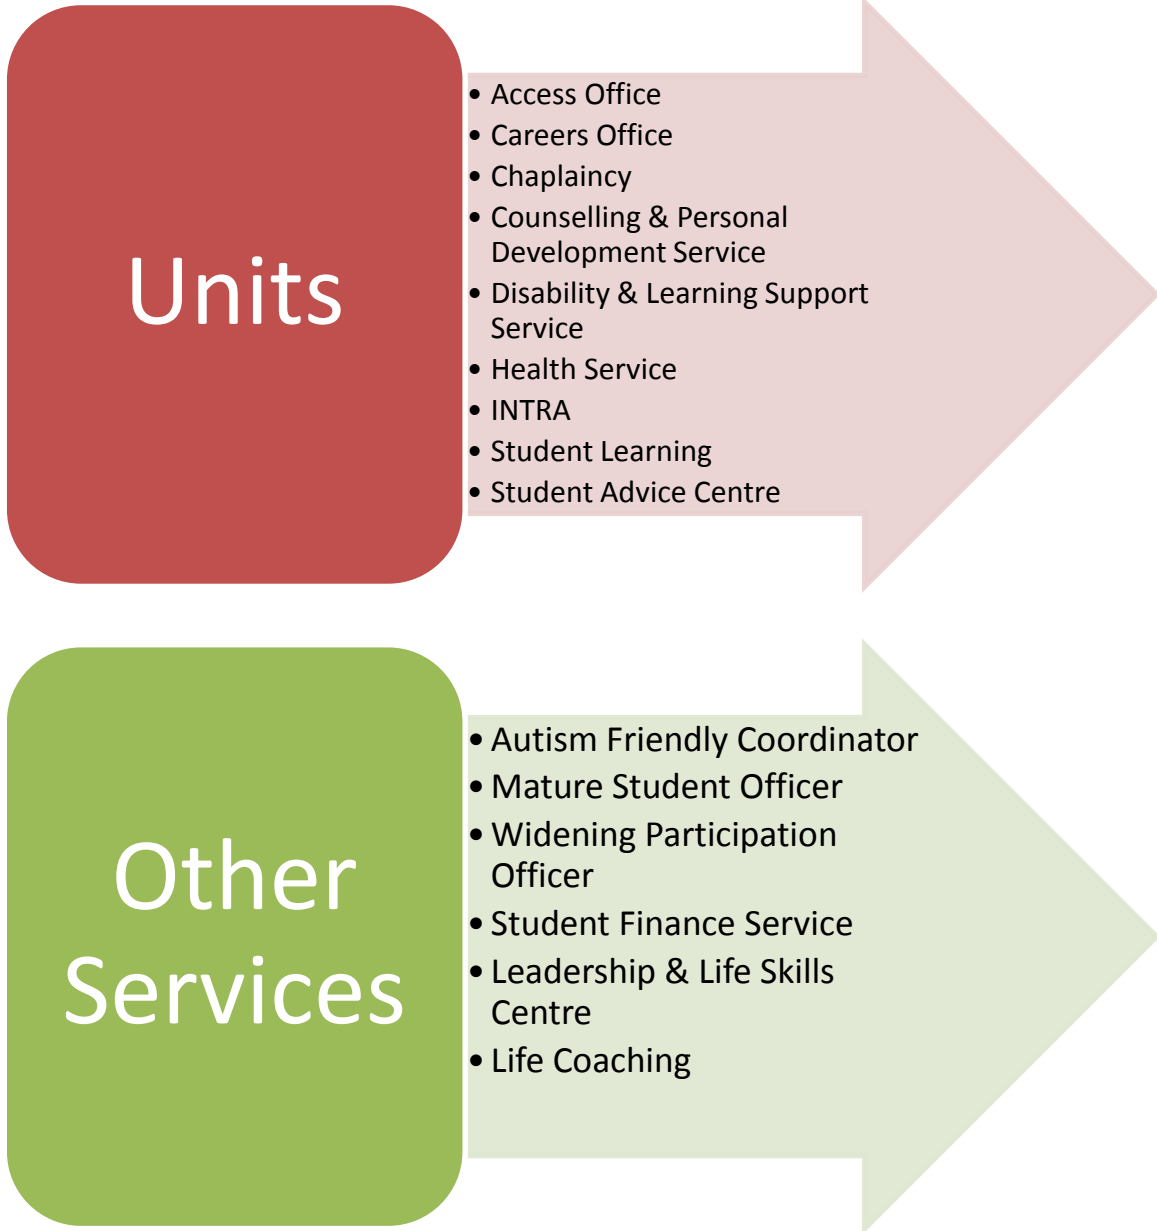 Units
• Access Office
• Careers Office
• Chaplaincy
• Counselling & Personal
Development Service
• Disability & Learning Support
Service
• Health Service
• INTRA
• Student Learning
• Student Advice Centre
Other
Services
• Autism Friendly Coordinator
• Mature Student Officer
• Widening Participation
Officer
• Student Finance Service
• Leadership & Life Skills
Centre
• Life Coaching